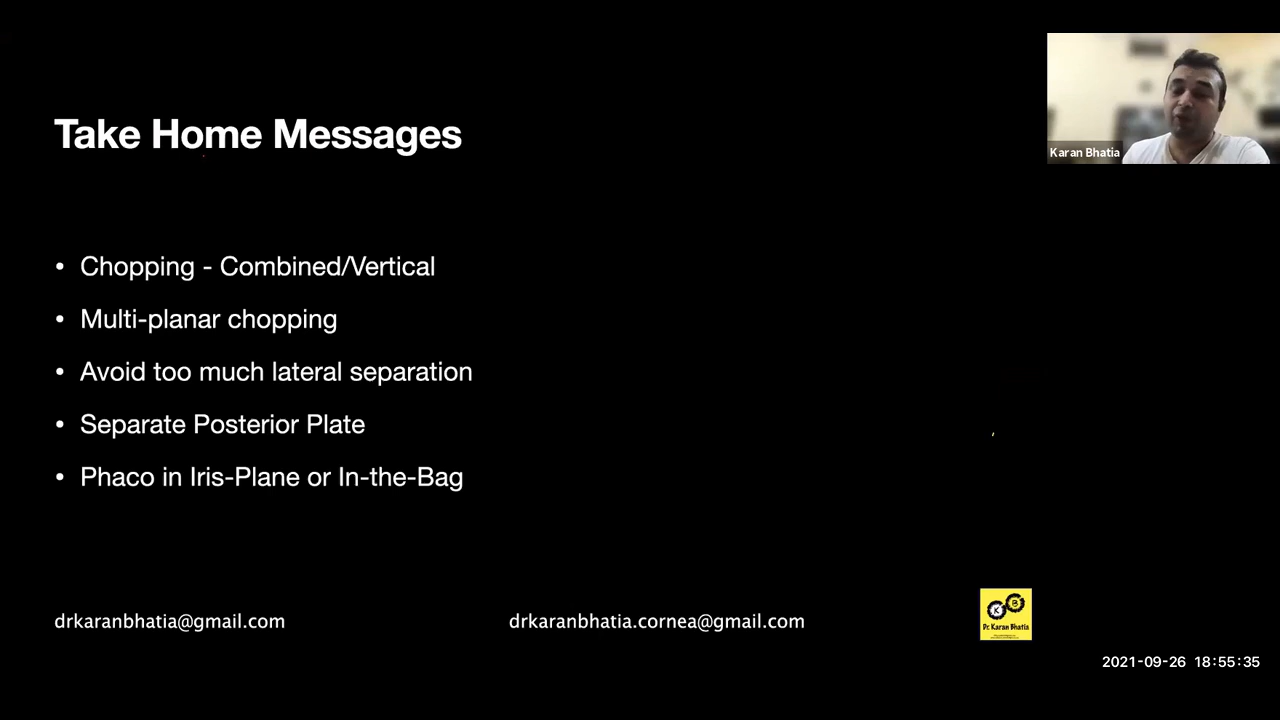 Take Home Messages
Karan Bhatia
• Chopping - Combined/Vertical
• Multi-planar chopping
• Avoid too much lateral separation
• Separate Posterior Plate
• Phaco in Iris-Plane or In-the-Bag
drkaranbhatia@gmail.com
drkaranbhatia.cornea@gmail.com
K B
Dr. Karan Bhatia
2021-09-26 18:55:35